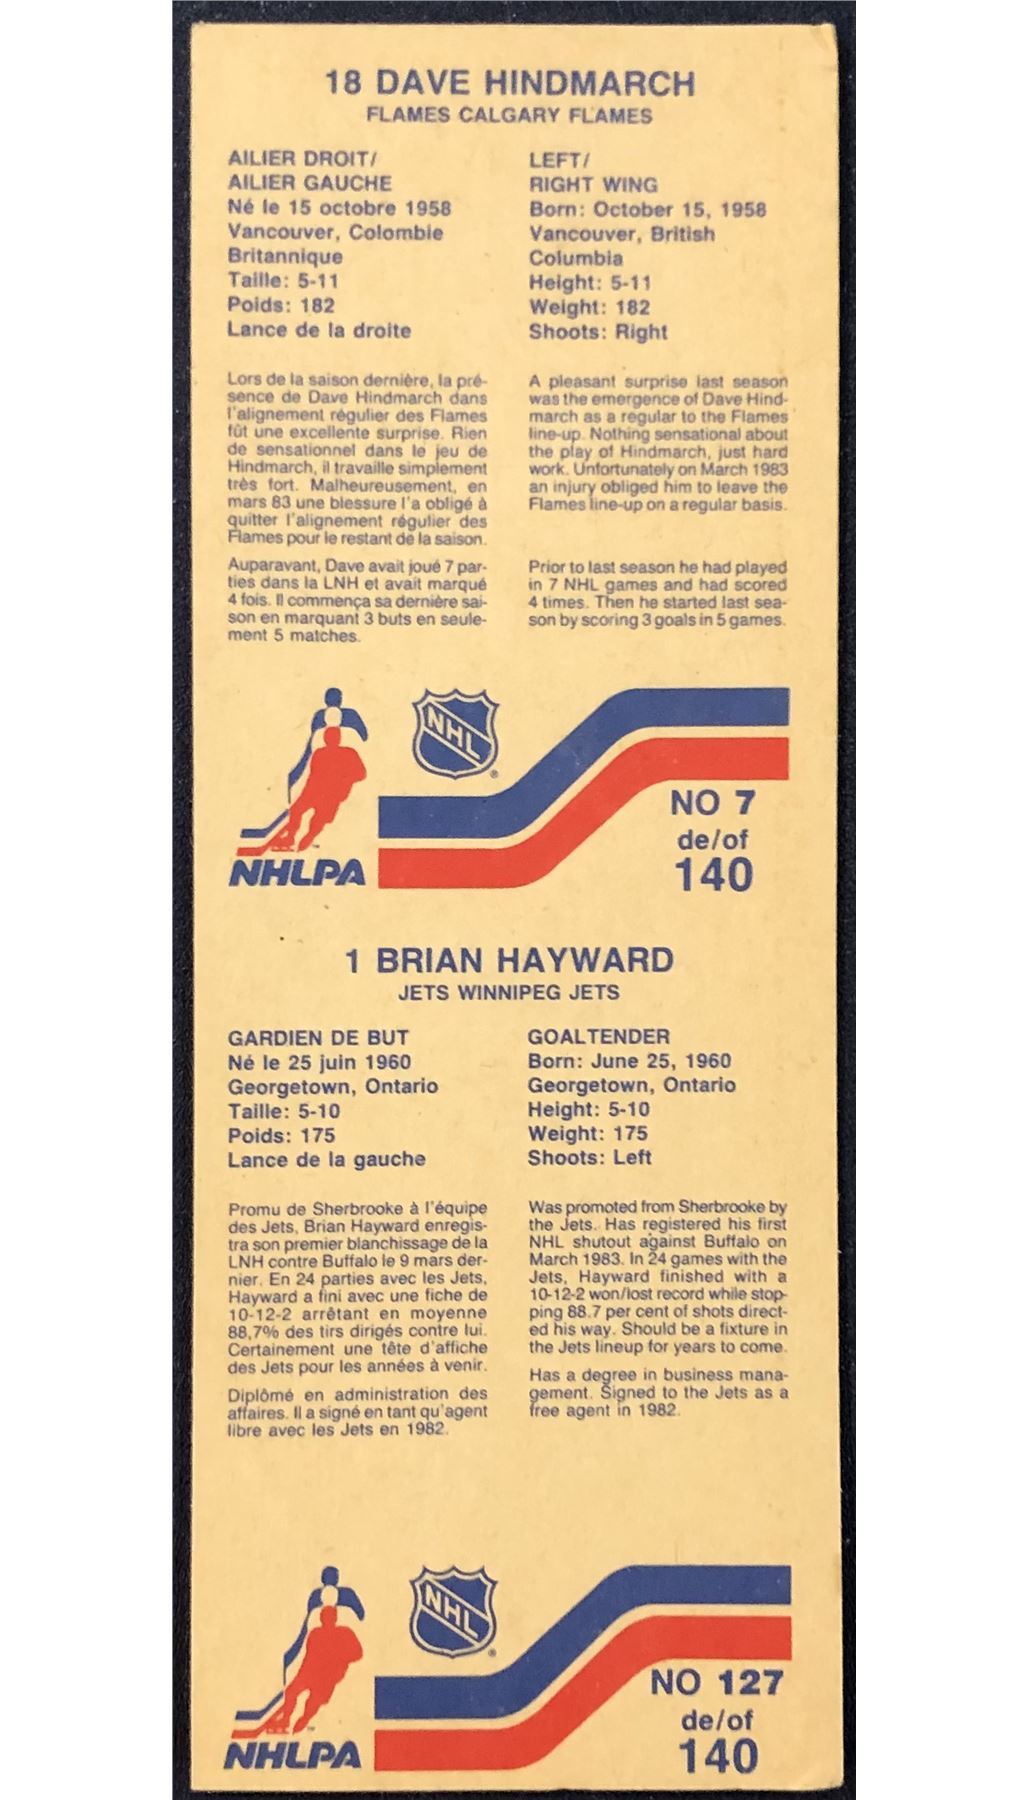 18 DAVE HINDMARCH
FLAMES CALGARY FLAMES
AILIER DROIT/
AILIER GAUCHE
Né le 15 octobre 1958
Vancouver, Colombie
Britannique
Taille: 5-11
Poids: 182
Lance de la droite
LEFT/
RIGHT WING
Born: October 15, 1958
Vancouver, British
Columbia
Height: 5-11
Weight: 182
Shoots: Right
Lors de la saison dernière, la pré-
sence de Dave Hindmarch dans
l'alignement régulier des Flames
fût une excellente surprise. Rien
de sensationnel dans le jeu de
Hindmarch, il travaille simplement
très fort. Malheureusement, en
mars 83 une blessure l'a obligé à
quitter l'alignement régulier des
Flames pour le restant de la saison.
Auparavant, Dave avait joué 7 par-
ties dans la LNH et avait marqué
4 fois. Il commença sa dernière sai-
son en marquant 3 buts en seule-
ment 5 matches.
A pleasant surprise last season
was the emergence of Dave Hind-
march as a regular to the Flames
line-up. Nothing sensational about
the play of Hindmarch, just hard
work. Unfortunately on March 1983
an injury obliged him to leave the
Flames line-up on a regular basis.
Prior to last season he had played
in 7 NHL games and had scored
4 times. Then he started last sea-
son by scoring 3 goals in 5 games.
NHL
NHLPA
NO 7
de/of
140
1 BRIAN HAYWARD
JETS WINNIPEG JETS
GARDIEN DE BUT
Né le 25 juin 1960
Georgetown, Ontario
Taille: 5-10
Poids: 175
Lance de la gauche
GOALTENDER
Born: June 25, 1960
Georgetown, Ontario
Height: 5-10
Weight: 175
Shoots: Left
Promu de Sherbrooke à l'équipe
des Jets, Brian Hayward enregis-
tra son premier blanchissage de la
LNH contre Buffalo le 9 mars der-
nier. En 24 parties avec les Jets,
Hayward a fini avec une fiche de
10-12-2 arrêtant en moyenne
88,7% des tirs dirigés contre lui.
Certainement une tête d'affiche
des Jets pour les années à venir.
Diplômé en administration des
affaires. Il a signé en tant qu'agent
libre avec les Jets en 1982.
Was promoted from Sherbrooke by
the Jets. Has registered his first
NHL shutout against Buffalo on
March 1983. In 24 games with the
Jets, Hayward finished with a
10-12-2 won/lost record while stop-
ping 88.7 per cent of shots direct-
ed his way. Should be a fixture in
the Jets lineup for years to come.
Has a degree in business mana-
gement. Signed to the Jets as a
free agent in 1982.
NHL
NHLPA
NO 127
de/of
140